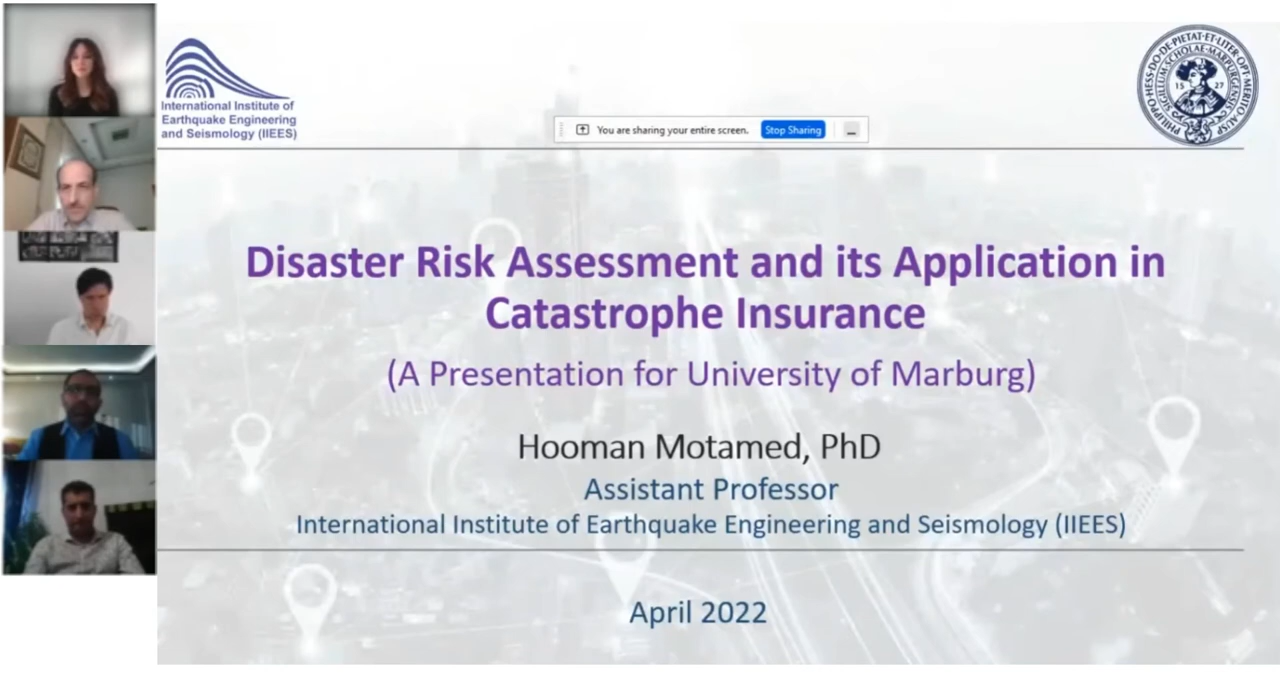 International Institute of
Earthquake Engineering
and Seismology (IIEES)
You are sharing your entire screen. Stop Sharing
15 27
Disaster Risk Assessment and its Application in
Catastrophe Insurance
(A Presentation for University of Marburg)
Hooman Motamed, PhD
Assistant Professor
International Institute of Earthquake Engineering and Seismology (IIEES)
April 2022